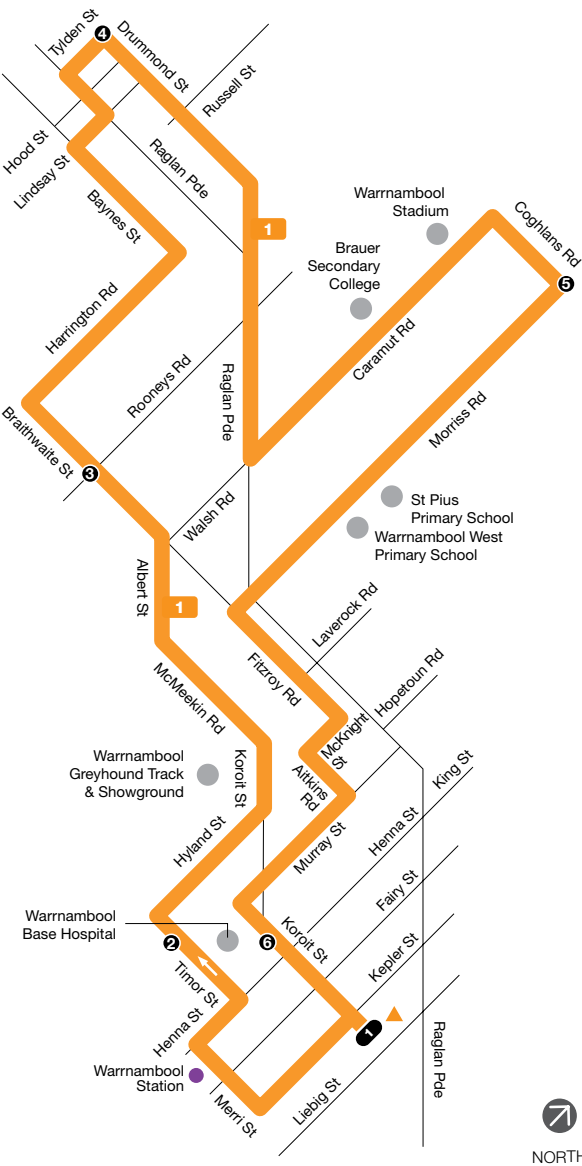 Tylden St
4
Drummond St
Russell St
Hood St
Lindsay St
Raglan Pde
Baynes St
1
Warrnambool
Stadium
Coghlans Rd
Brauer
Secondary
College
5
Harrington Rd
Rooneys Rd
Raglan Pde
Caramut Rd
Braithwaite St
3
Morriss Rd
Walsh Rd
St Pius
Primary School
Warrnambool West
Primary School
Albert St
1
Laverock Rd
Fitzroy Rd
McMeekin Rd
Hopetoun Rd
McKnight
St
Warrnambool
Greyhound Track
& Showground
Koroit St
Aitkins
Rd
King St
Hyland St
Murray St
Henna St
Fairy St
Warrnambool
Base Hospital
2
6
Koroit St
Kepler St
Timor St
1
Henna St
Raglan Pde
Warrnambool
Station
Merri St
Liebig St
NORTH